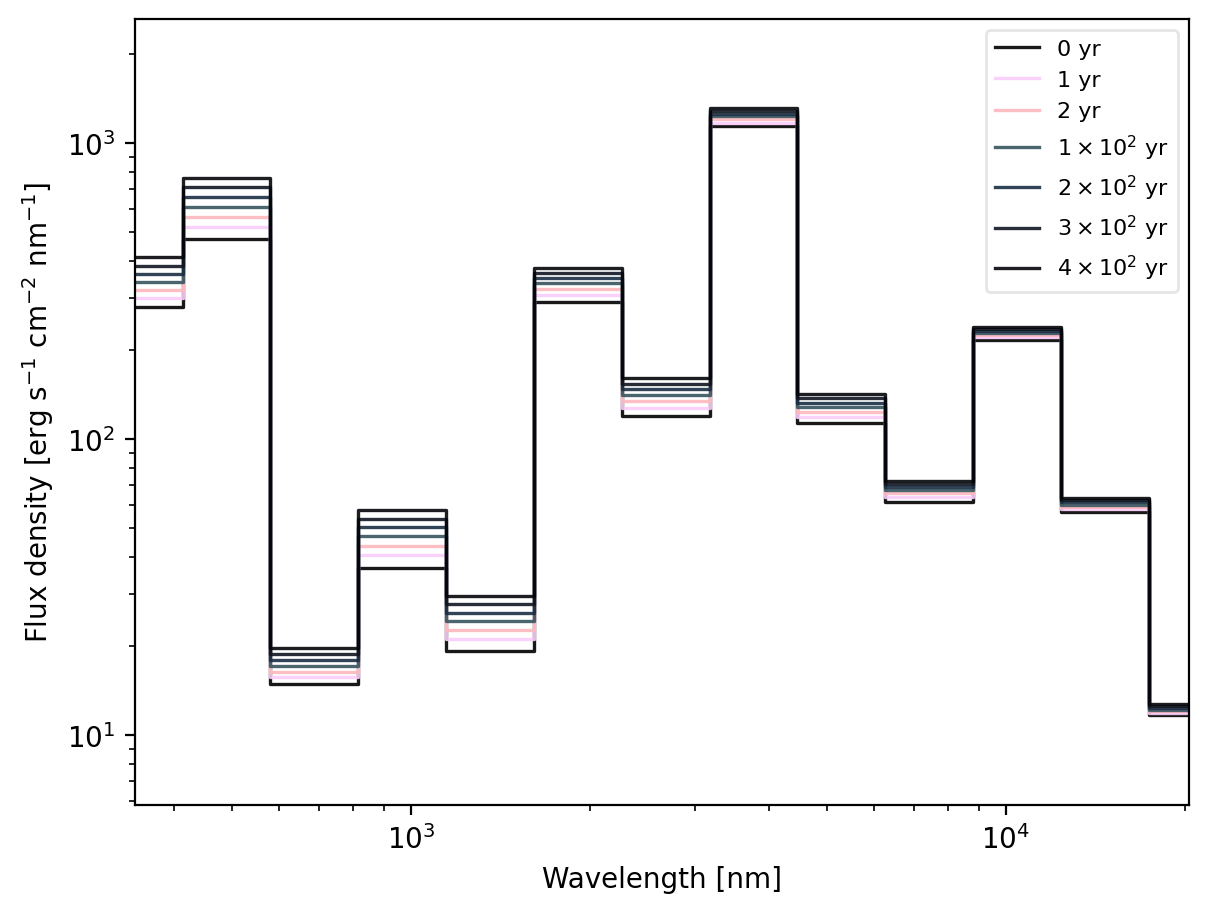 Flux density [erg s⁻¹ cm⁻² nm⁻¹]
10³
10²
10¹
0 yr
1 yr
2 yr
1 × 10² yr
2 × 10² yr
3 × 10² yr
4 × 10² yr
10³
10⁴
Wavelength [nm]